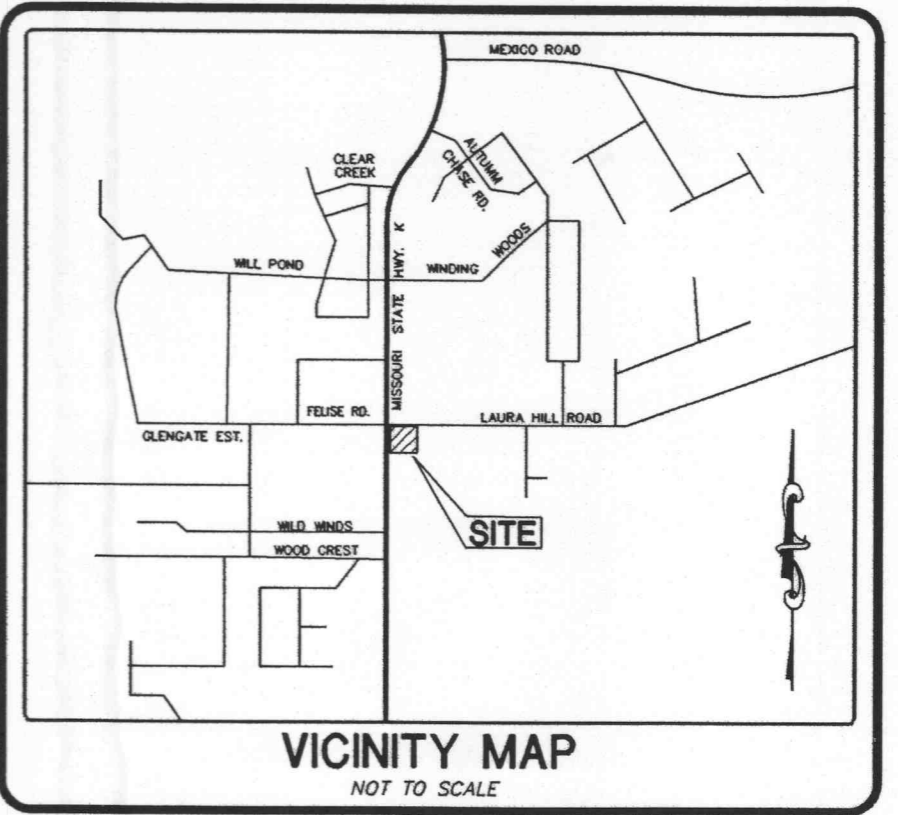 MEXICO ROAD
CLEAR
CREEK
AUTUMM
CHASE RD.
WILL POND
WINDING
WOODS
MISSOURI STATE HWY. K
FELISE RD.
LAURA HILL ROAD
GLENGATE EST.
WILD WINDS
WOOD CREST
SITE
VICINITY MAP
NOT TO SCALE